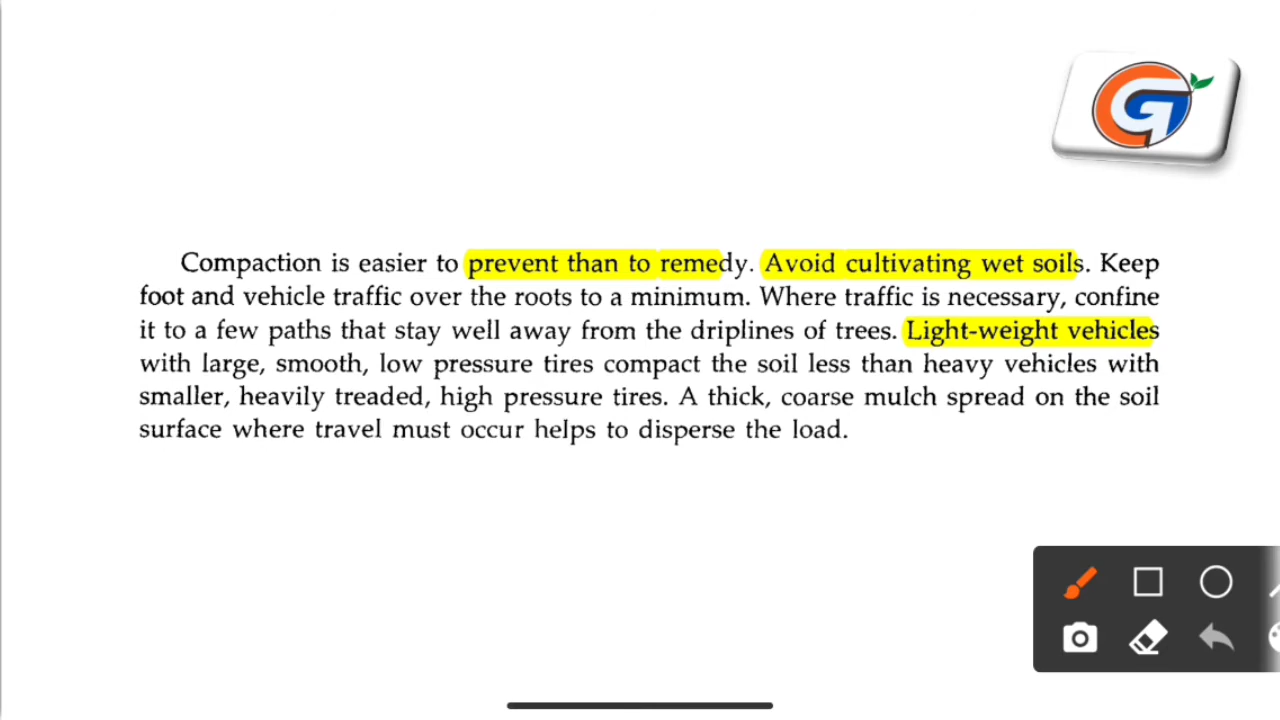 Compaction is easier to prevent than to remedy. Avoid cultivating wet soils. Keep
foot and vehicle traffic over the roots to a minimum. Where traffic is necessary, confine
it to a few paths that stay well away from the driplines of trees. Light-weight vehicles
with large, smooth, low pressure tires compact the soil less than heavy vehicles with
smaller, heavily treaded, high pressure tires. A thick, coarse mulch spread on the soil
surface where travel must occur helps to disperse the load.